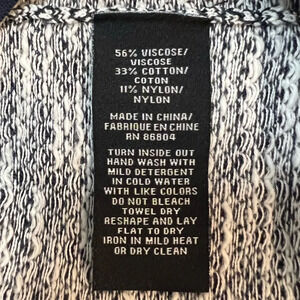 56% VISCOSE/
VISCOSE
33% COTTON/
COTON
11% NYLON/
NYLON
MADE IN CHINA/
FABRIQUE EN CHINE
RN 86804
TURN INSIDE OUT
HAND WASH WITH
MILD DETERGENT
IN COLD WATER
WITH LIKE COLORS
DO NOT BLEACH
TOWEL DRY
RESHAPE AND LAY
FLAT TO DRY
IRON IN MILD HEAT
OR DRY CLEAN